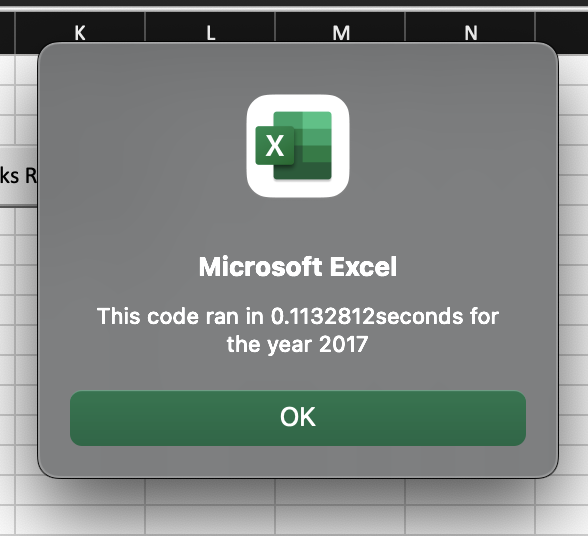 K L M N
X
ks R
Microsoft Excel
This code ran in 0.1132812seconds for
the year 2017
OK